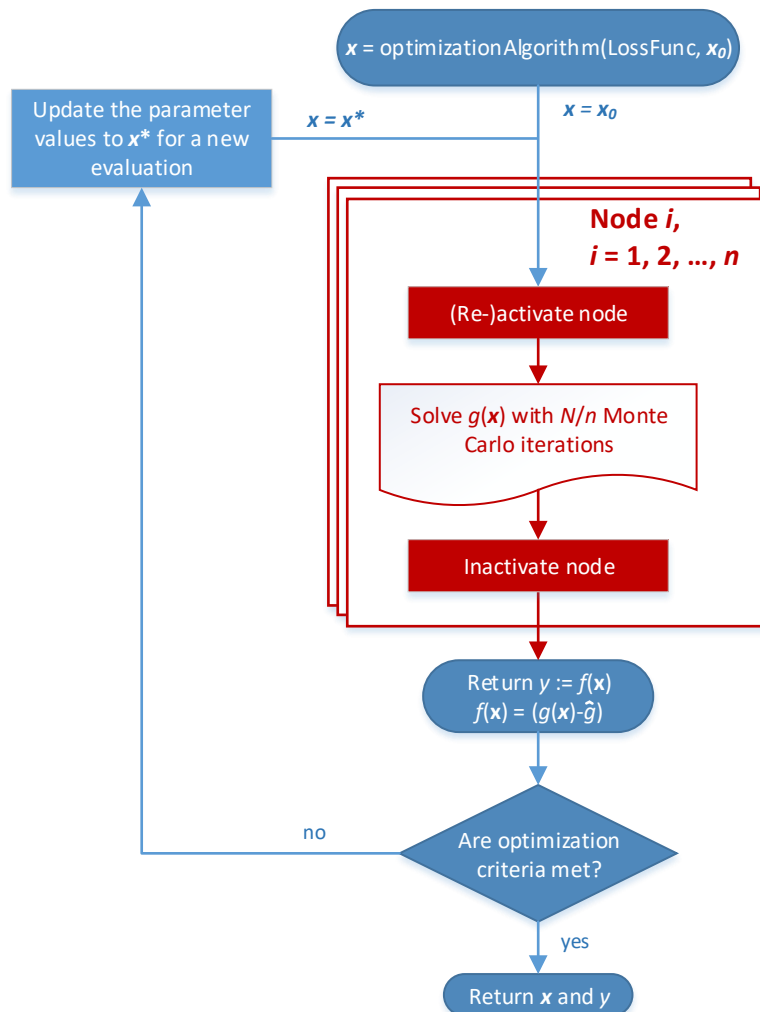 x = optimizationAlgorithm(LossFunc, x₀)
Update the parameter
values to x* for a new
evaluation
x = x*
x = x₀
Node i,
i = 1, 2, ..., n
(Re-)activate node
Solve g(x) with N/n Monte
Carlo iterations
Inactivate node
Return y := f(x)
f(x) = (g(x)-ĝ)
no
Are optimization
criteria met?
yes
Return x and y